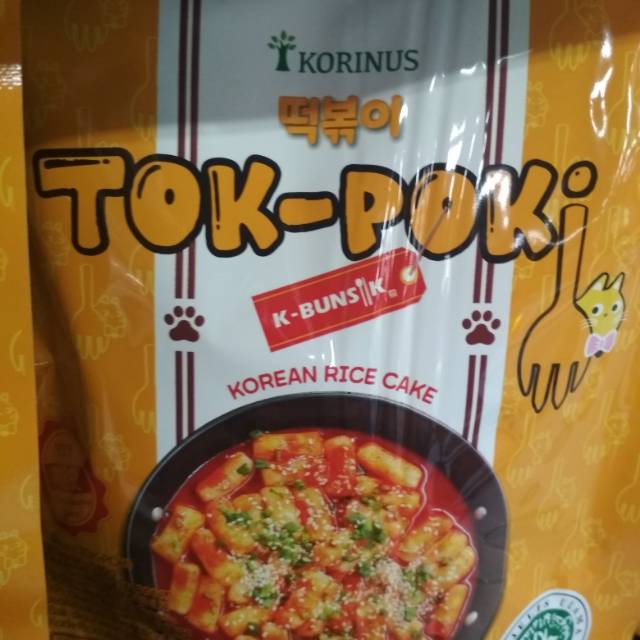 KORINUS
떡볶이
TOK-POKi
K-BUNSIK
KOREAN RICE CAKE